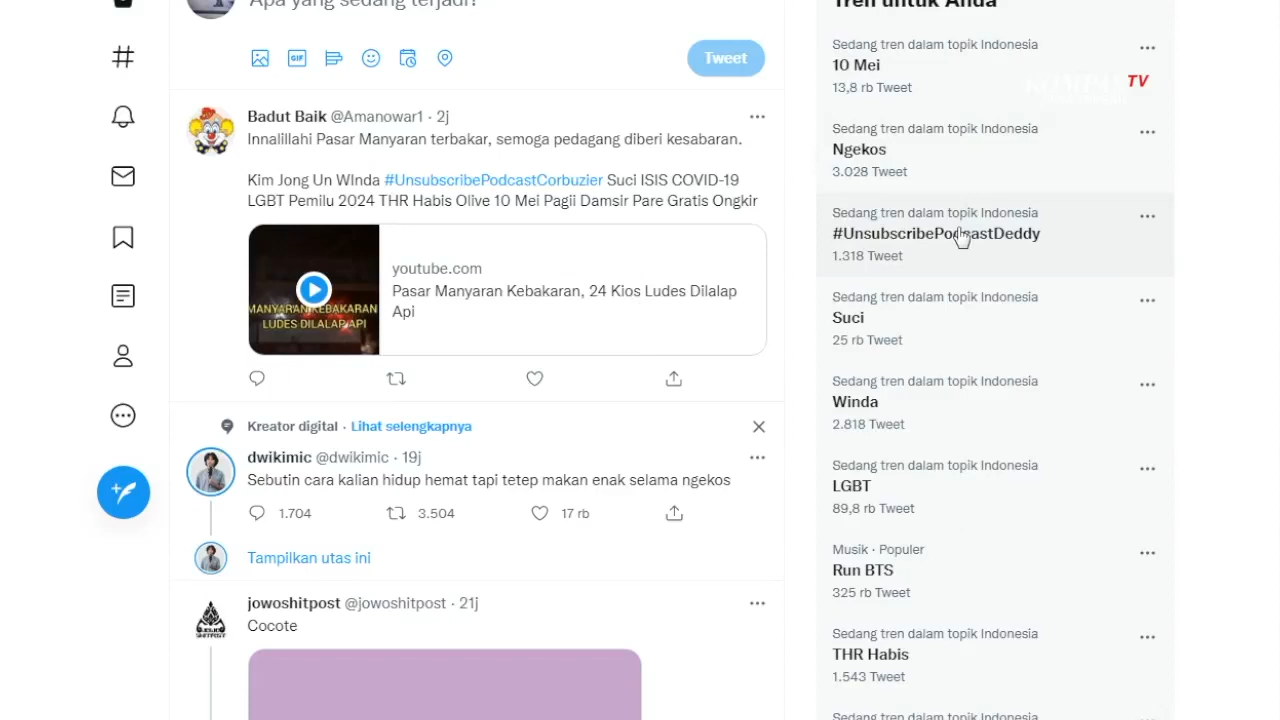 Apa yang sedang terjadi?
GIF
Tweet
Badut Baik @Amanowar1 · 2j
Innalillahi Pasar Manyaran terbakar, semoga pedagang diberi kesabaran.
Kim Jong Un WInda #UnsubscribePodcastCorbuzier Suci ISIS COVID-19
LGBT Pemilu 2024 THR Habis Olive 10 Mei Pagii Damsir Pare Gratis Ongkir
MANYARAN KEBAKARAN
LUDES DILALAP API
youtube.com
Pasar Manyaran Kebakaran, 24 Kios Ludes Dilalap
Api
Kreator digital · Lihat selengkapnya
dwikimic @dwikimic · 19j
Sebutin cara kalian hidup hemat tapi tetep makan enak selama ngekos
1.704 3.504 17 rb
Tampilkan utas ini
jowoshitpost @jowoshitpost · 21j
Cocote
Tren untuk Anda
Sedang tren dalam topik Indonesia
10 Mei
13,8 rb Tweet
KOMPAS TV
Sedang tren dalam topik Indonesia
Ngekos
3.028 Tweet
Sedang tren dalam topik Indonesia
#UnsubscribePodcastDeddy
1.318 Tweet
Sedang tren dalam topik Indonesia
Suci
25 rb Tweet
Sedang tren dalam topik Indonesia
Winda
2.818 Tweet
Sedang tren dalam topik Indonesia
LGBT
89,8 rb Tweet
Musik · Populer
Run BTS
325 rb Tweet
Sedang tren dalam topik Indonesia
THR Habis
1.543 Tweet
Sedang tren dalam topik Indonesia